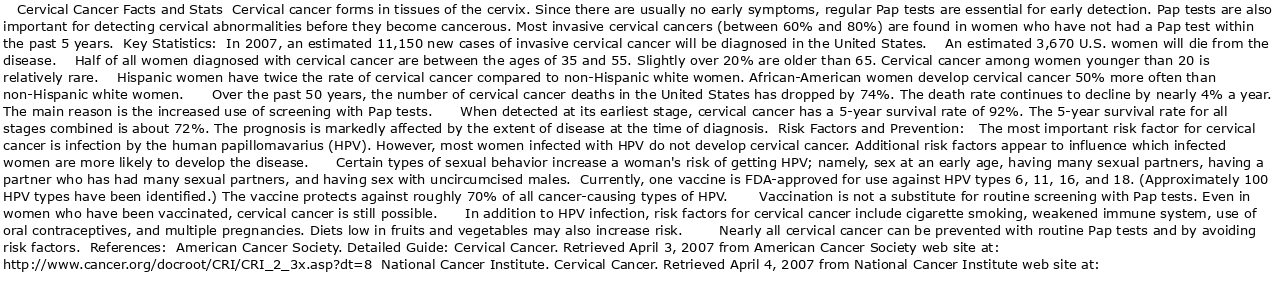 Cervical Cancer Facts and Stats  Cervical cancer forms in tissues of the cervix. Since there are usually no early symptoms, regular Pap tests are essential for early detection. Pap tests are also
important for detecting cervical abnormalities before they become cancerous. Most invasive cervical cancers (between 60% and 80%) are found in women who have not had a Pap test within
the past 5 years.  Key Statistics:  In 2007, an estimated 11,150 new cases of invasive cervical cancer will be diagnosed in the United States.    An estimated 3,670 U.S. women will die from the
disease.    Half of all women diagnosed with cervical cancer are between the ages of 35 and 55. Slightly over 20% are older than 65. Cervical cancer among women younger than 20 is
relatively rare.    Hispanic women have twice the rate of cervical cancer compared to non-Hispanic white women. African-American women develop cervical cancer 50% more often than
non-Hispanic white women.      Over the past 50 years, the number of cervical cancer deaths in the United States has dropped by 74%. The death rate continues to decline by nearly 4% a year.
The main reason is the increased use of screening with Pap tests.      When detected at its earliest stage, cervical cancer has a 5-year survival rate of 92%. The 5-year survival rate for all
stages combined is about 72%. The prognosis is markedly affected by the extent of disease at the time of diagnosis.  Risk Factors and Prevention:   The most important risk factor for cervical
cancer is infection by the human papillomavarius (HPV). However, most women infected with HPV do not develop cervical cancer. Additional risk factors appear to influence which infected
women are more likely to develop the disease.      Certain types of sexual behavior increase a woman's risk of getting HPV; namely, sex at an early age, having many sexual partners, having a
partner who has had many sexual partners, and having sex with uncircumcised males.  Currently, one vaccine is FDA-approved for use against HPV types 6, 11, 16, and 18. (Approximately 100
HPV types have been identified.) The vaccine protects against roughly 70% of all cancer-causing types of HPV.      Vaccination is not a substitute for routine screening with Pap tests. Even in
women who have been vaccinated, cervical cancer is still possible.      In addition to HPV infection, risk factors for cervical cancer include cigarette smoking, weakened immune system, use of
oral contraceptives, and multiple pregnancies. Diets low in fruits and vegetables may also increase risk.       Nearly all cervical cancer can be prevented with routine Pap tests and by avoiding
risk factors.  References:  American Cancer Society. Detailed Guide: Cervical Cancer. Retrieved April 3, 2007 from American Cancer Society web site at:
http://www.cancer.org/docroot/CRI/CRI_2_3x.asp?dt=8  National Cancer Institute. Cervical Cancer. Retrieved April 4, 2007 from National Cancer Institute web site at: